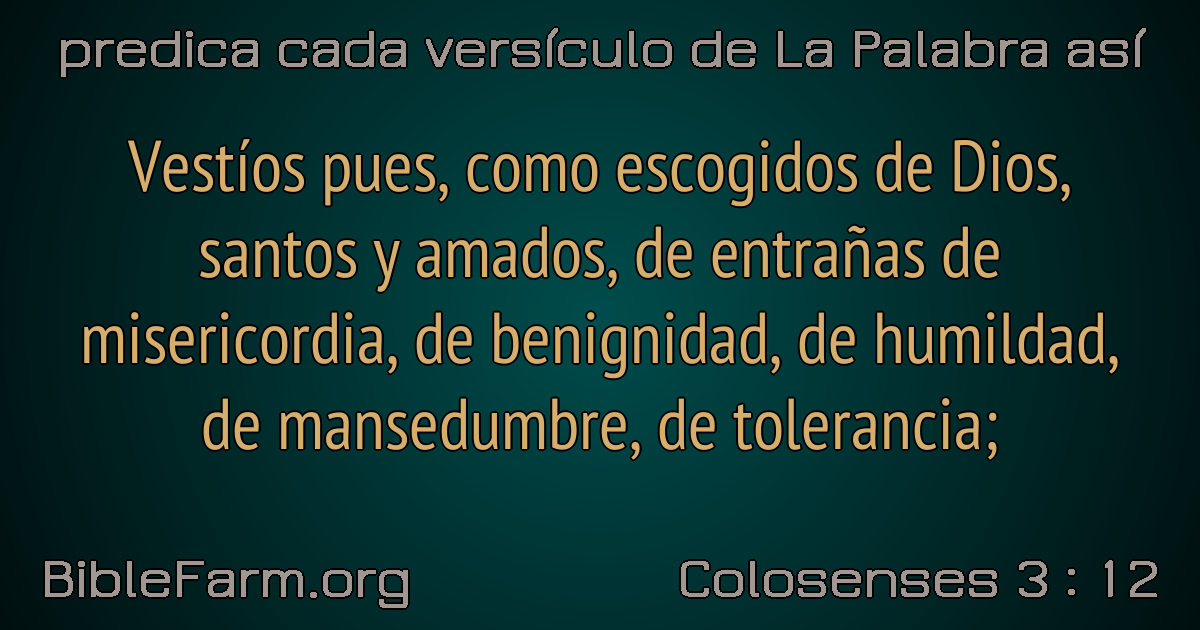 predica cada versículo de La Palabra así
Vestíos pues, como escogidos de Dios,
santos y amados, de entrañas de
misericordia, de benignidad, de humildad,
de mansedumbre, de tolerancia;
BibleFarm.org
Colosenses 3 : 12